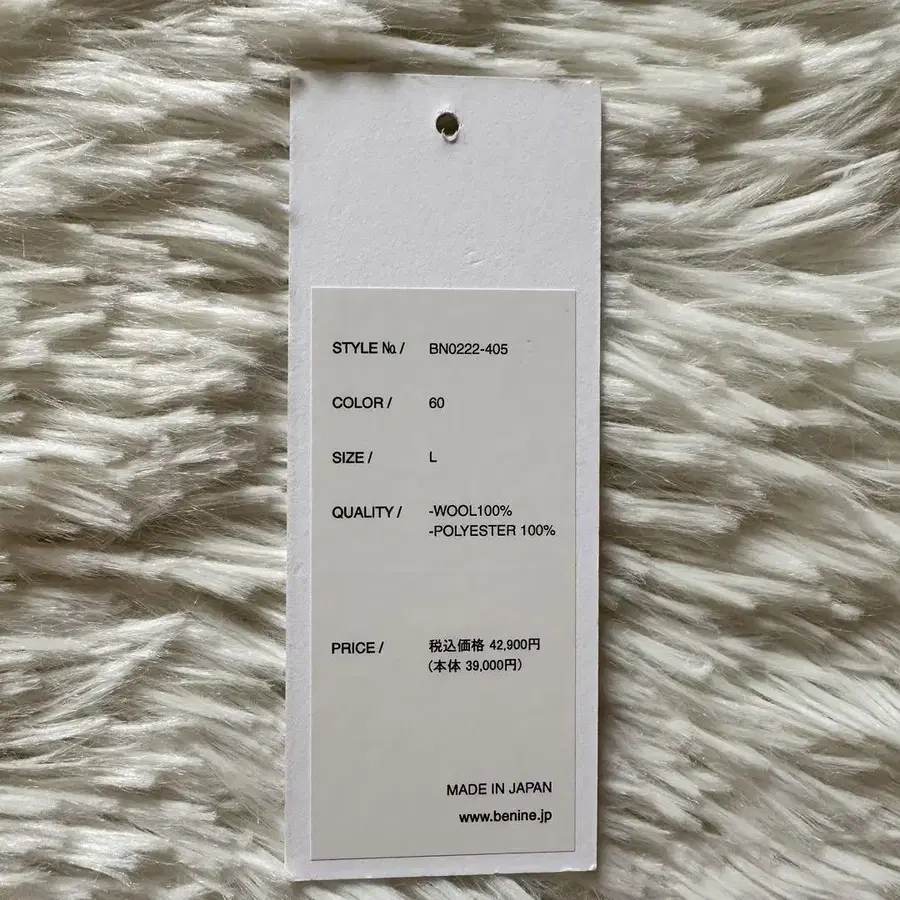 STYLE № / BN0222-405
COLOR / 60
SIZE / L
QUALITY / -WOOL100%
-POLYESTER 100%
PRICE / 税込価格 42,900円
(本体 39,000円)
MADE IN JAPAN
www.benine.jp